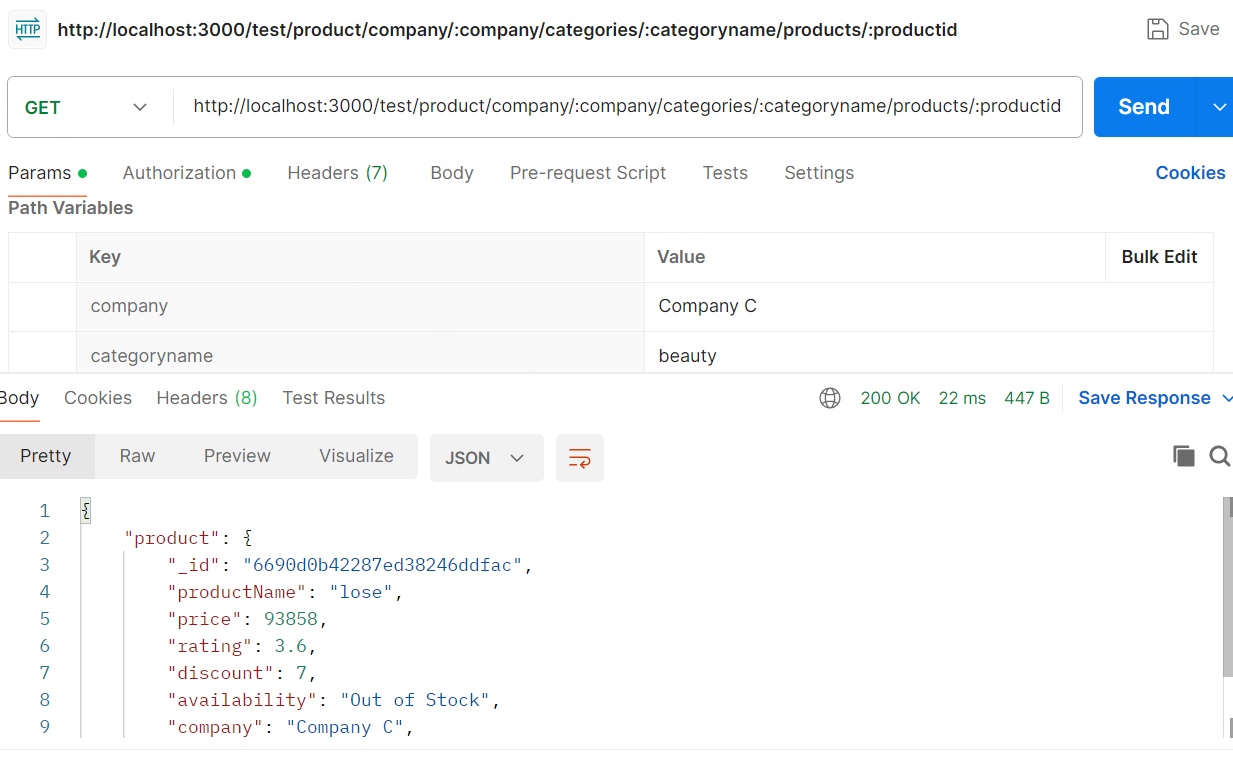 HTTP http://localhost:3000/test/product/company/:company/categories/:categoryname/products/:productid Save
GET http://localhost:3000/test/product/company/:company/categories/:categoryname/products/:productid Send
Params Authorization Headers (7) Body Pre-request Script Tests Settings Cookies
Path Variables
Key Value Bulk Edit
company Company C
categoryname beauty
Body Cookies Headers (8) Test Results 200 OK 22 ms 447 B Save Response
Pretty Raw Preview Visualize JSON
1 {
2 "product": {
3 "_id": "6690d0b42287ed38246ddfac",
4 "productName": "lose",
5 "price": 93858,
6 "rating": 3.6,
7 "discount": 7,
8 "availability": "Out of Stock",
9 "company": "Company C",